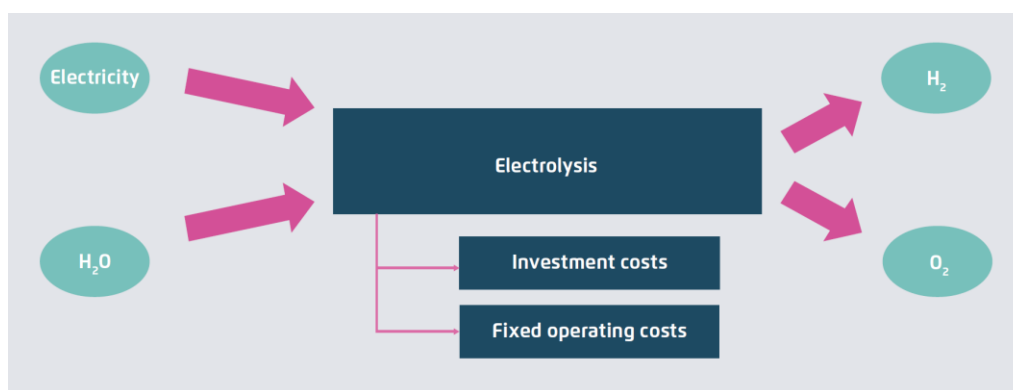 Electricity
H₂
Electrolysis
H₂O
O₂
Investment costs
Fixed operating costs